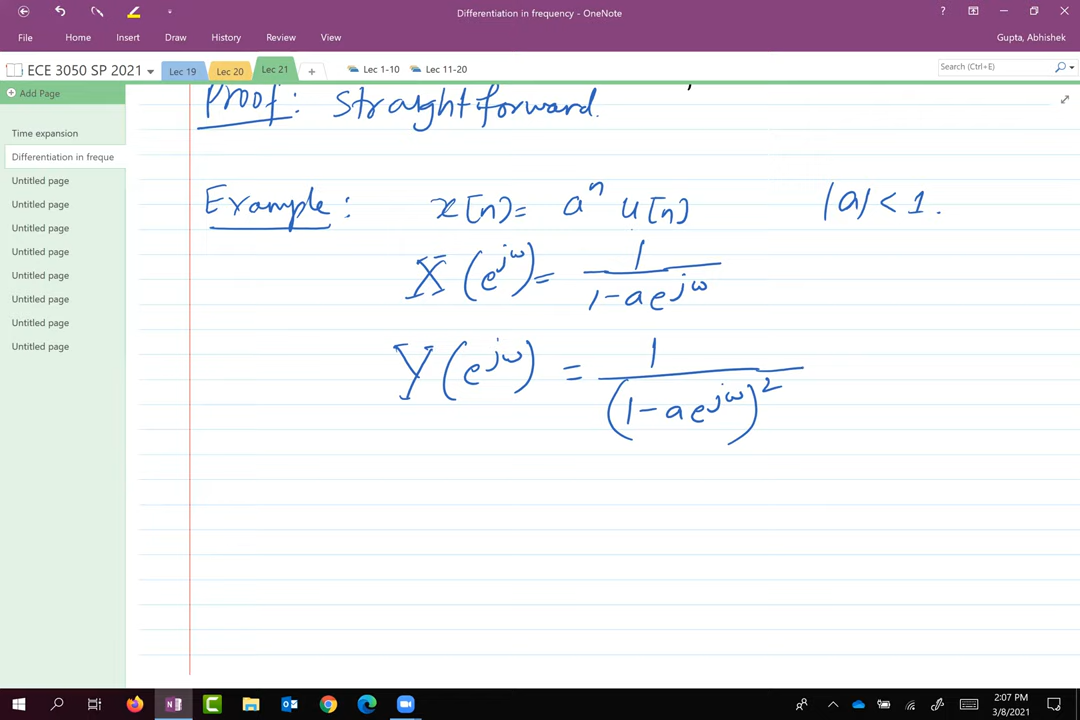 Differentiation in frequency - OneNote
File Home Insert Draw History Review View
Gupta, Abhishek
ECE 3050 SP 2021
Lec 19 Lec 20 Lec 21 Lec 1-10 Lec 11-20
Search (Ctrl+E)
Add Page
Time expansion
Differentiation in freque
Untitled page
Untitled page
Untitled page
Untitled page
Untitled page
Untitled page
Untitled page
Untitled page
Proof: Straightforward.
Example: x[n] = a^n u[n] |a| < 1.
X(e^{jω}) = 1/(1-ae^{jω})
Y(e^{jω}) = 1/(1-ae^{jω})^2
2:07 PM
3/8/2021